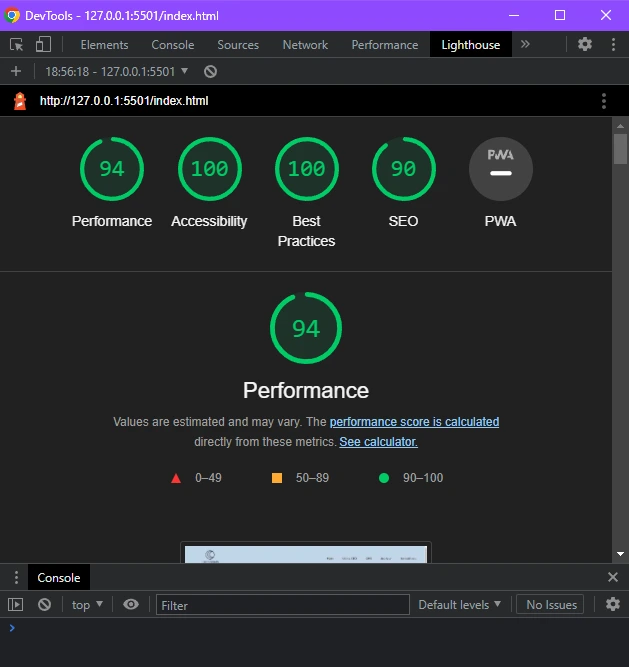 DevTools - 127.0.0.1:5501/index.html
Elements Console Sources Network Performance Lighthouse »
18:56:18 - 127.0.0.1:5501
http://127.0.0.1:5501/index.html
94 100 100 90 PWA
Performance Accessibility Best SEO PWA
Practices
94
Performance
Values are estimated and may vary. The performance score is calculated
directly from these metrics. See calculator.
0–49 50–89 90–100
Console
top Filter Default levels No Issues